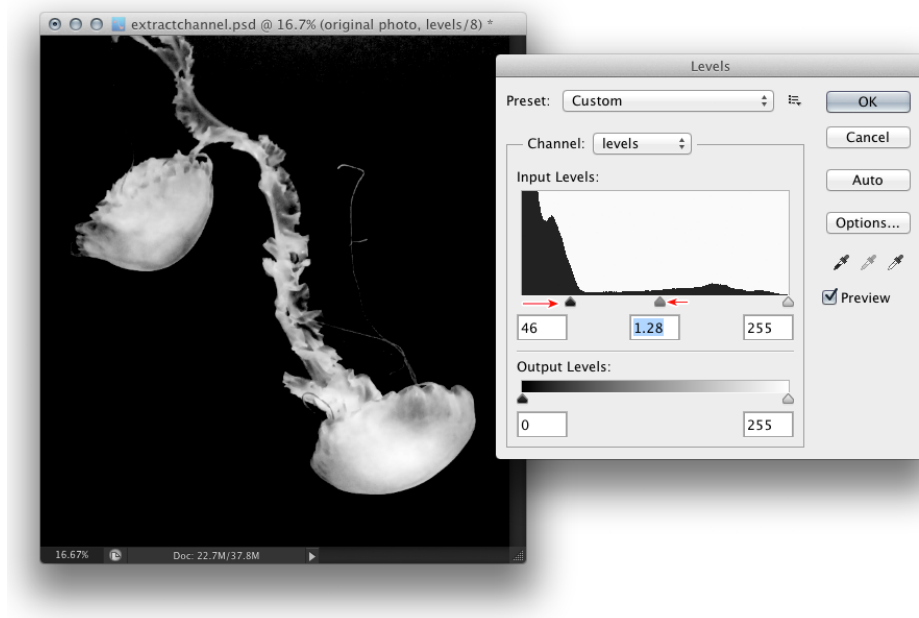 extractchannel.psd @ 16.7% (original photo, levels/8) *
Levels
Preset: Custom
OK
Channel: levels
Cancel
Input Levels:
Auto
Options...
Preview
46 1.28 255
Output Levels:
0 255
16.67% Doc: 22.7M/37.8M